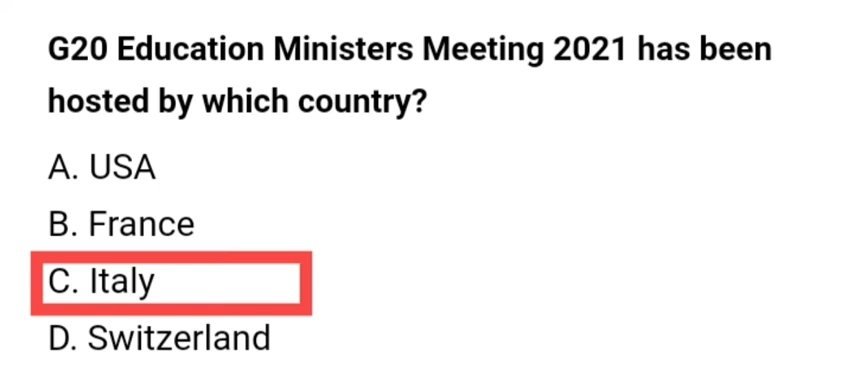 G20 Education Ministers Meeting 2021 has been
hosted by which country?
A. USA
B. France
C. Italy
D. Switzerland